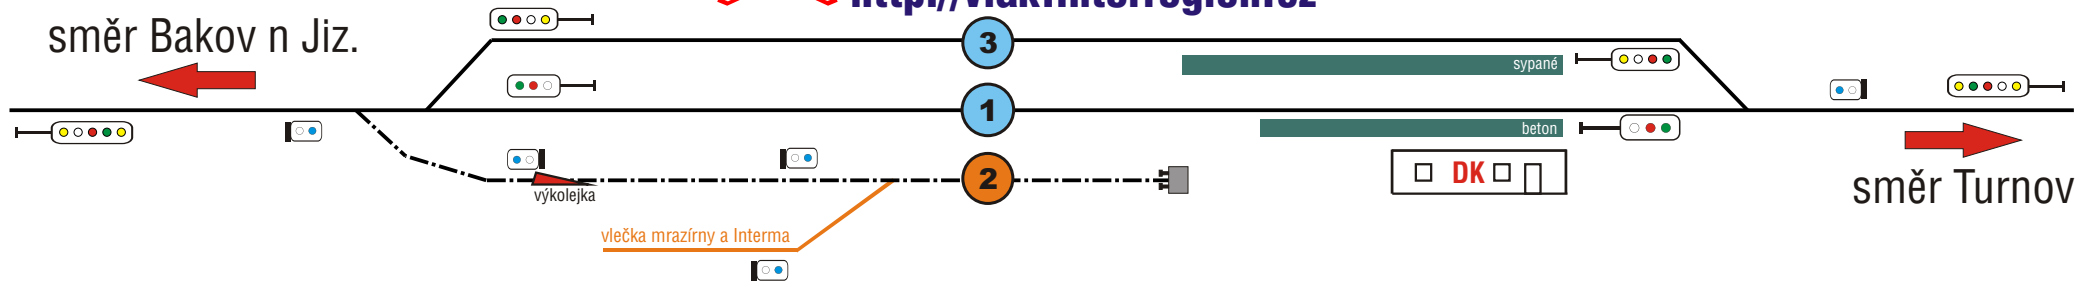 směr Bakov n Jiz.
3
sypané
1
beton
2
DK
směr Turnov
výkolejka
vlečka mrazírny a Interma